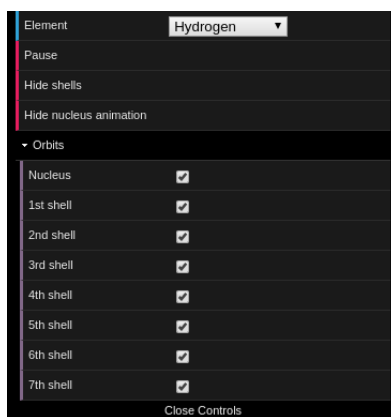 Element Hydrogen
Pause
Hide shells
Hide nucleus animation
Orbits
Nucleus
1st shell
2nd shell
3rd shell
4th shell
5th shell
6th shell
7th shell
Close Controls